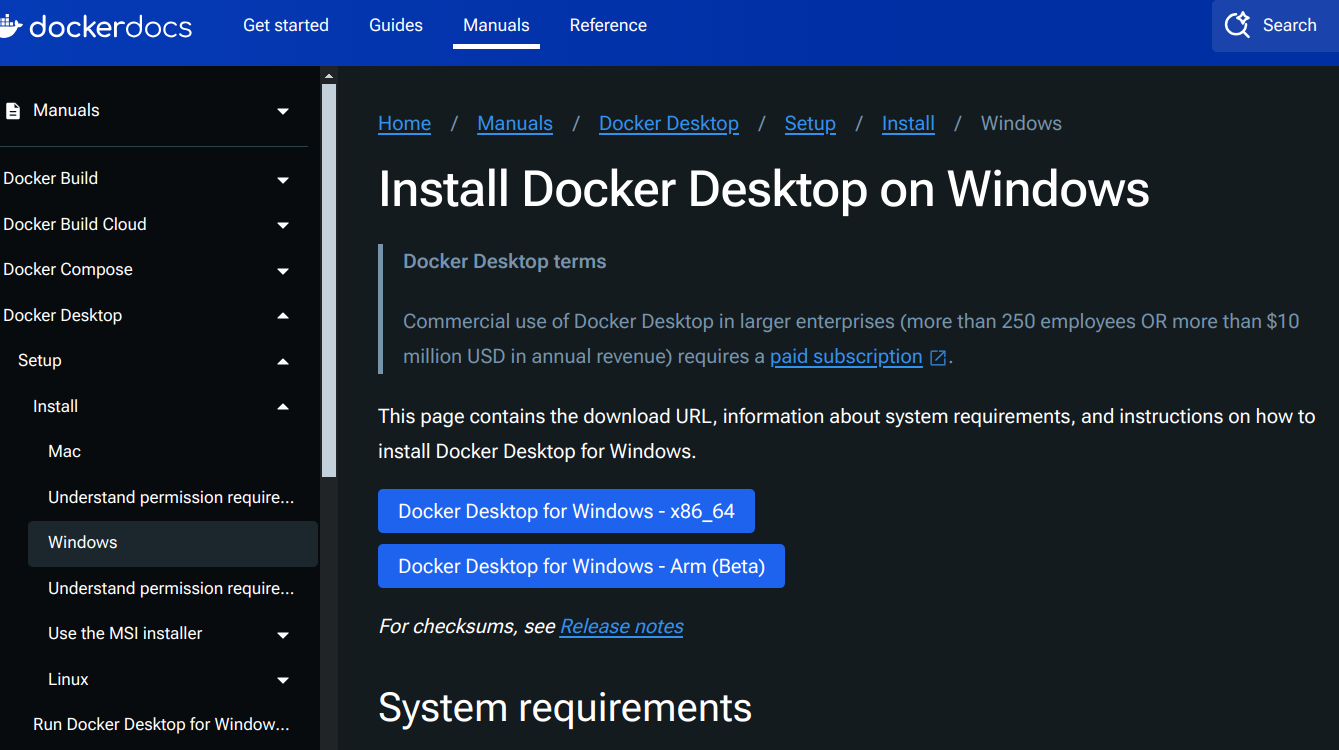 dockerdocs
Get started
Guides
Manuals
Reference
Search
Manuals
Docker Build
Docker Build Cloud
Docker Compose
Docker Desktop
Setup
Install
Mac
Understand permission require...
Windows
Understand permission require...
Use the MSI installer
Linux
Run Docker Desktop for Window...
Home / Manuals / Docker Desktop / Setup / Install / Windows
Install Docker Desktop on Windows
Docker Desktop terms
Commercial use of Docker Desktop in larger enterprises (more than 250 employees OR more than $10
million USD in annual revenue) requires a paid subscription.
This page contains the download URL, information about system requirements, and instructions on how to
install Docker Desktop for Windows.
Docker Desktop for Windows - x86_64
Docker Desktop for Windows - Arm (Beta)
For checksums, see Release notes
System requirements